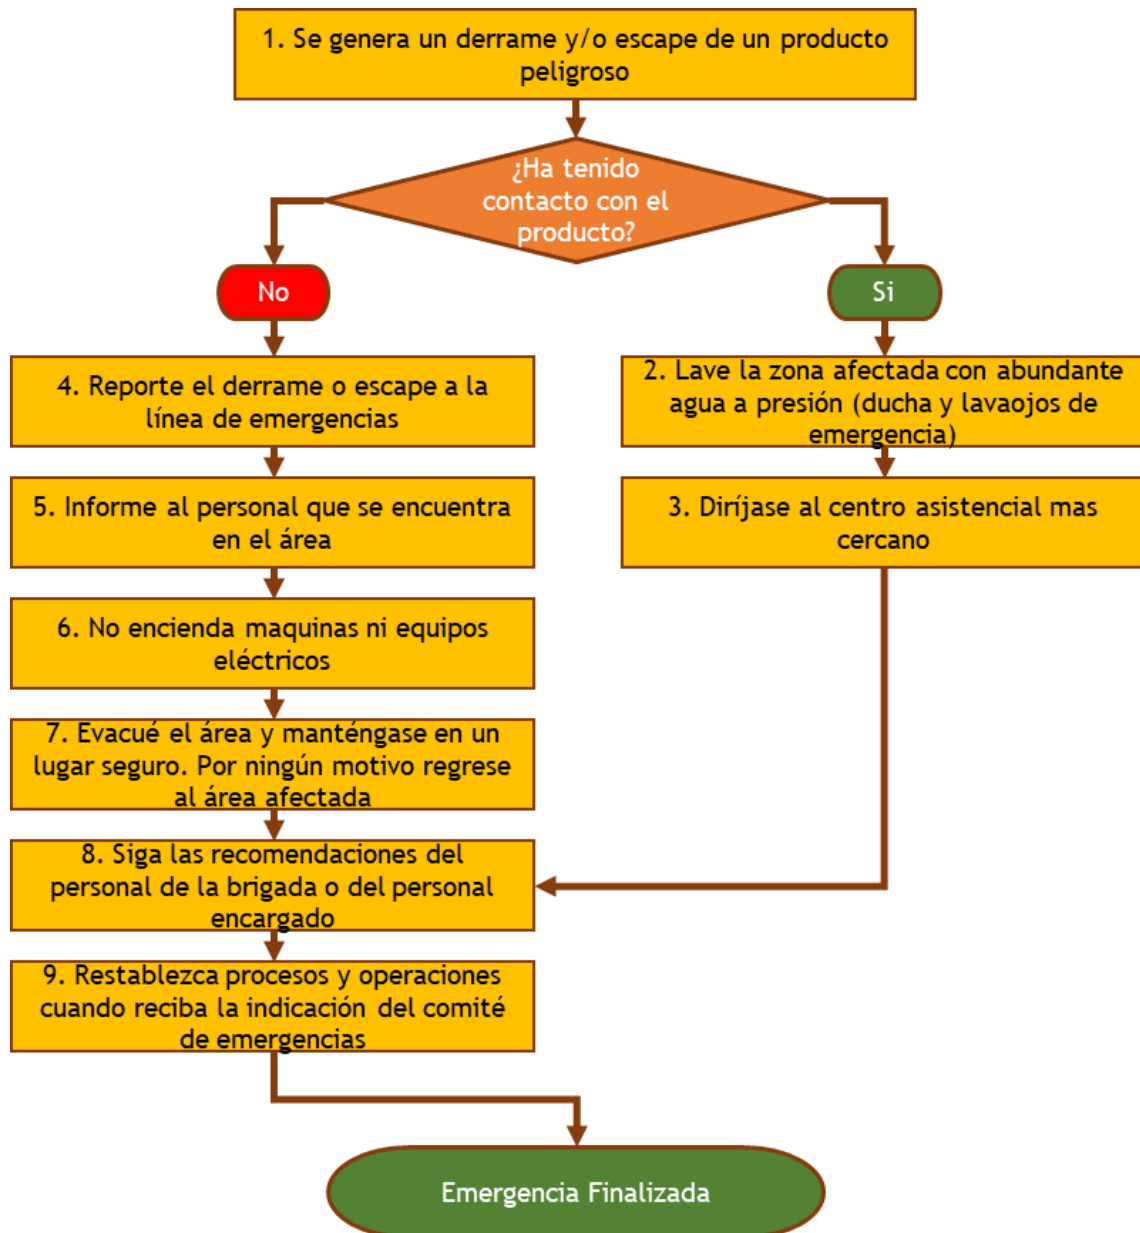 1. Se genera un derrame y/o escape de un producto
peligroso
¿Ha tenido
contacto con el
producto?
No
Si
4. Reporte el derrame o escape a la
línea de emergencias
2. Lave la zona afectada con abundante
agua a presión (ducha y lavaojos de
emergencia)
5. Informe al personal que se encuentra
en el área
3. Diríjase al centro asistencial mas
cercano
6. No encienda maquinas ni equipos
eléctricos
7. Evacué el área y manténgase en un
lugar seguro. Por ningún motivo regrese
al área afectada
8. Siga las recomendaciones del
personal de la brigada o del personal
encargado
9. Restablezca procesos y operaciones
cuando reciba la indicación del comité
de emergencias
Emergencia Finalizada